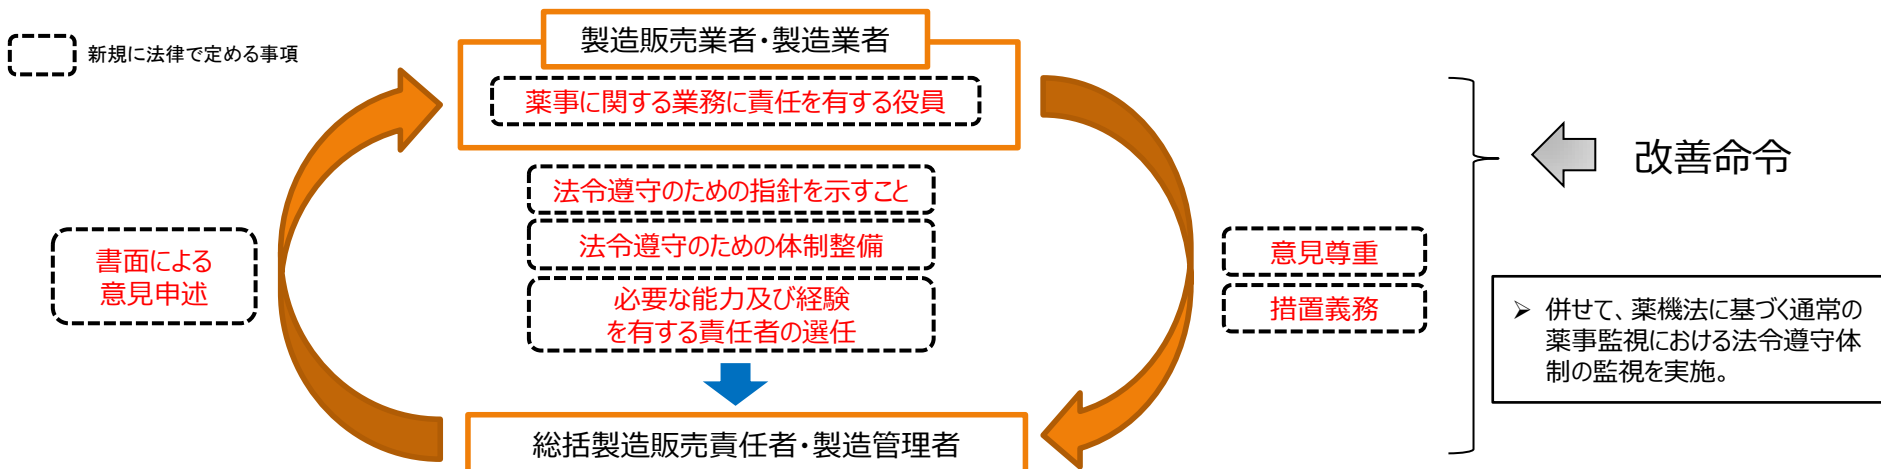 新規に法律で定める事項
製造販売業者・製造業者
薬事に関する業務に責任を有する役員
法令遵守のための指針を示すこと
法令遵守のための体制整備
必要な能力及び経験
を有する責任者の選任
書面による
意見申述
意見尊重
措置義務
総括製造販売責任者・製造管理者
改善命令
➢ 併せて、薬機法に基づく通常の
薬事監視における法令遵守体
制の監視を実施。